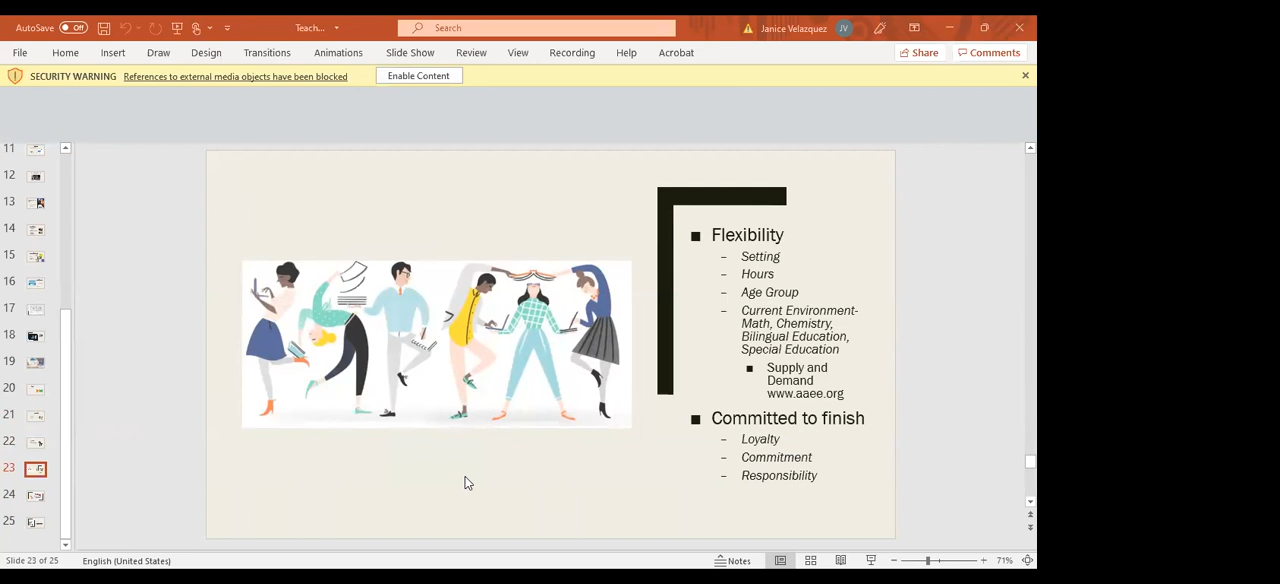 AutoSave Off Teach... Search Janice Velazquez JV
File Home Insert Draw Design Transitions Animations Slide Show Review View Recording Help Acrobat Share Comments
SECURITY WARNING References to external media objects have been blocked Enable Content
11
12
13
14
15
16
17
18
19
20
21
22
23
24
25
■ Flexibility
– Setting
– Hours
– Age Group
– Current Environment-
Math, Chemistry,
Bilingual Education,
Special Education
■ Supply and
Demand
www.aaee.org
■ Committed to finish
– Loyalty
– Commitment
– Responsibility
Slide 23 of 25 English (United States) Notes 71%